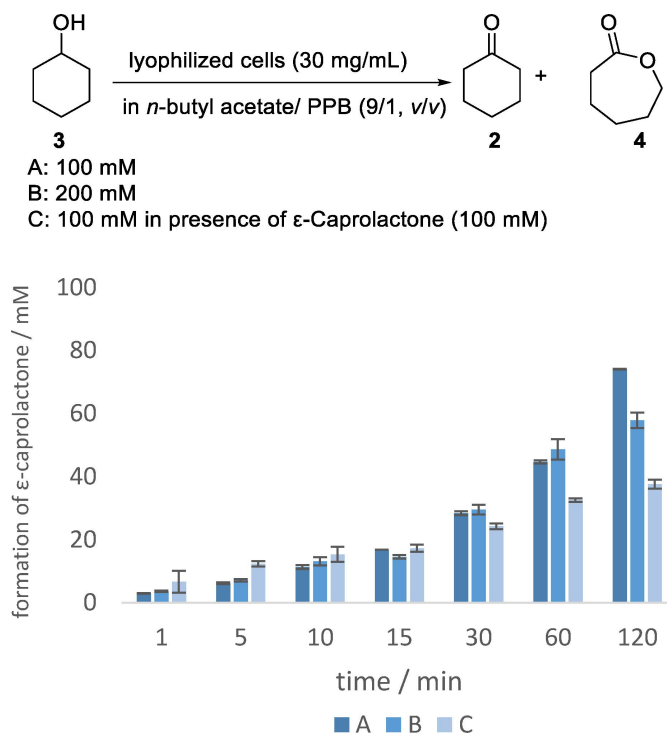 OH
O
O
O
lyophilized cells (30 mg/mL)
+
in n-butyl acetate/ PPB (9/1, v/v)
3
2
4
A: 100 mM
B: 200 mM
C: 100 mM in presence of ε-Caprolactone (100 mM)
formation of ε-caprolactone / mM
100
80
60
40
20
0
1 5 10 15 30 60 120
time / min
A B C